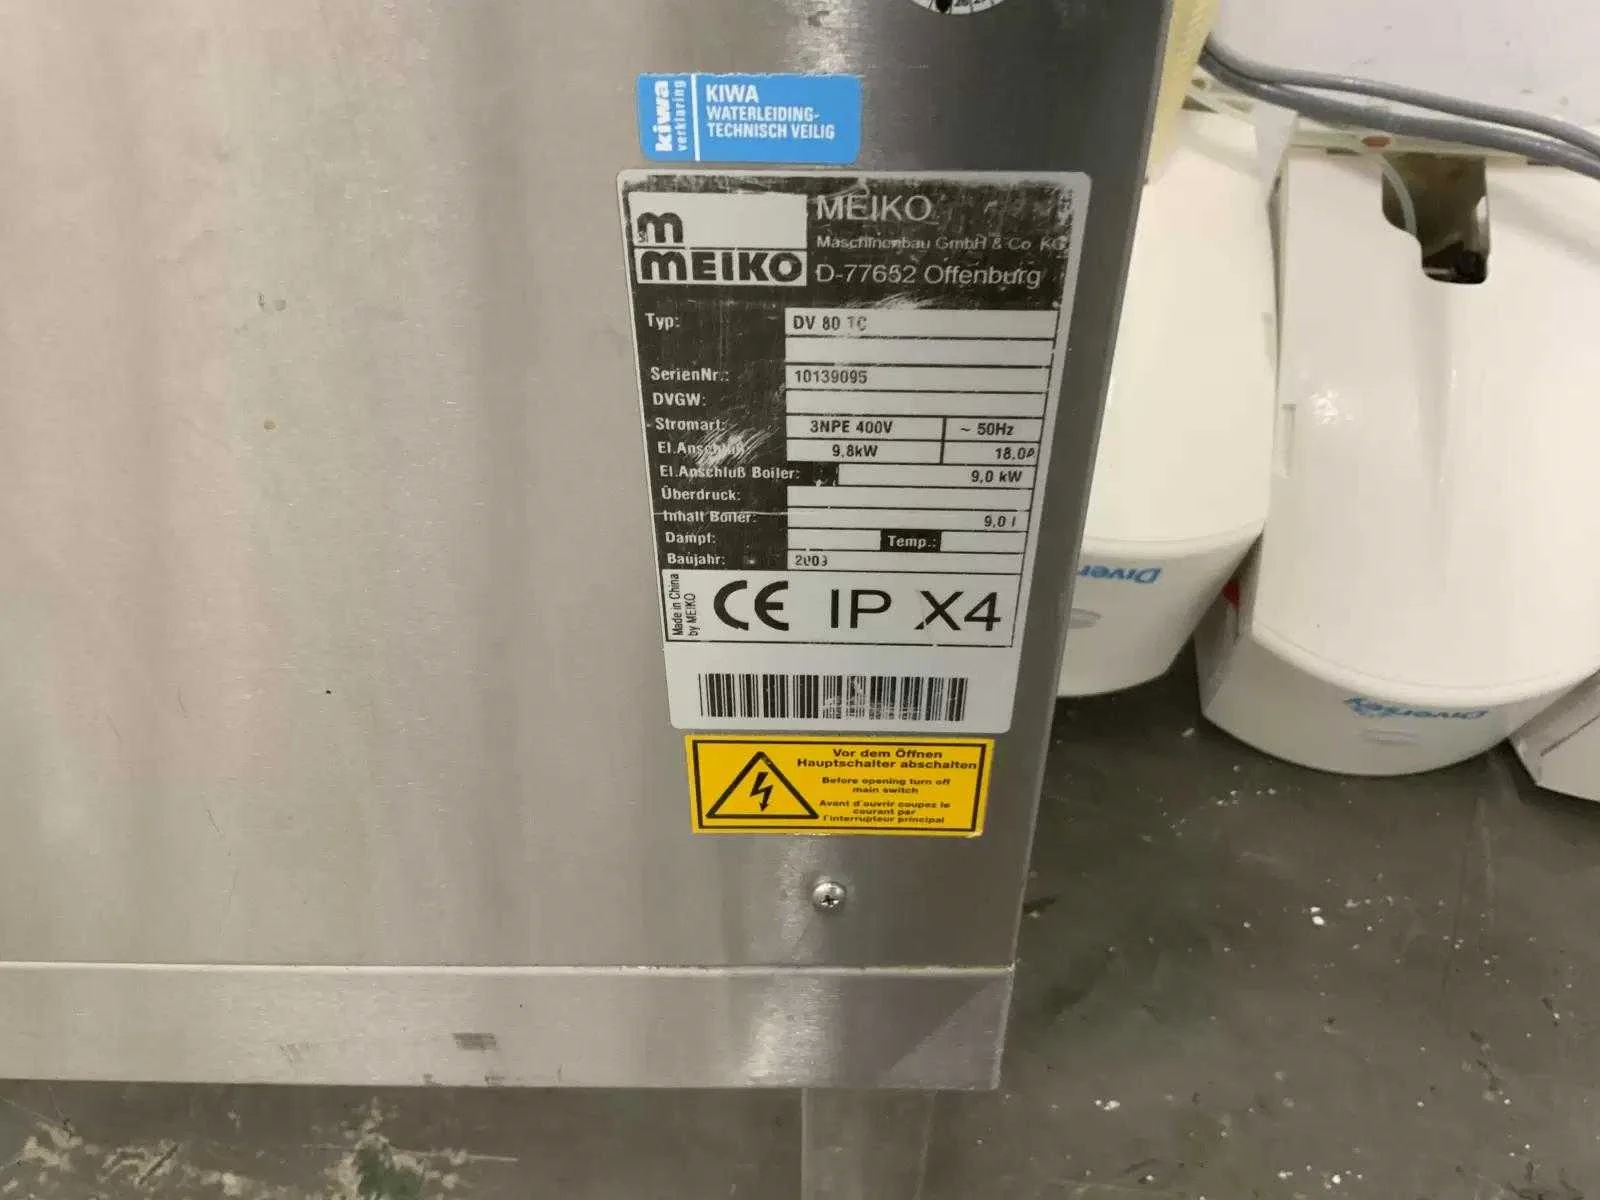 kiwa
verklaring
KIWA
WATERLEIDING-
TECHNISCH VEILIG
m
MEIKO
MEIKO
Maschinenbau GmbH & Co. KG
D-77652 Offenburg
Typ: DV 80 TC
SerienNr.: 10139095
DVGW:
Stromart: 3NPE 400V ~ 50Hz
El.Anschluß: 9,8kW 18.0A
El.Anschluß Boiler: 9,0 kW
Überdruck:
Inhalt Boiler: 9,0 l
Dampf: Temp.:
Baujahr: 2003
Made in China
by MEIKO
CE IP X4
Vor dem Öffnen
Hauptschalter abschalten
Before opening turn off
main switch
Avant d'ouvrir coupez le
courant par
l'interrupteur principal
Diversey
Diversey